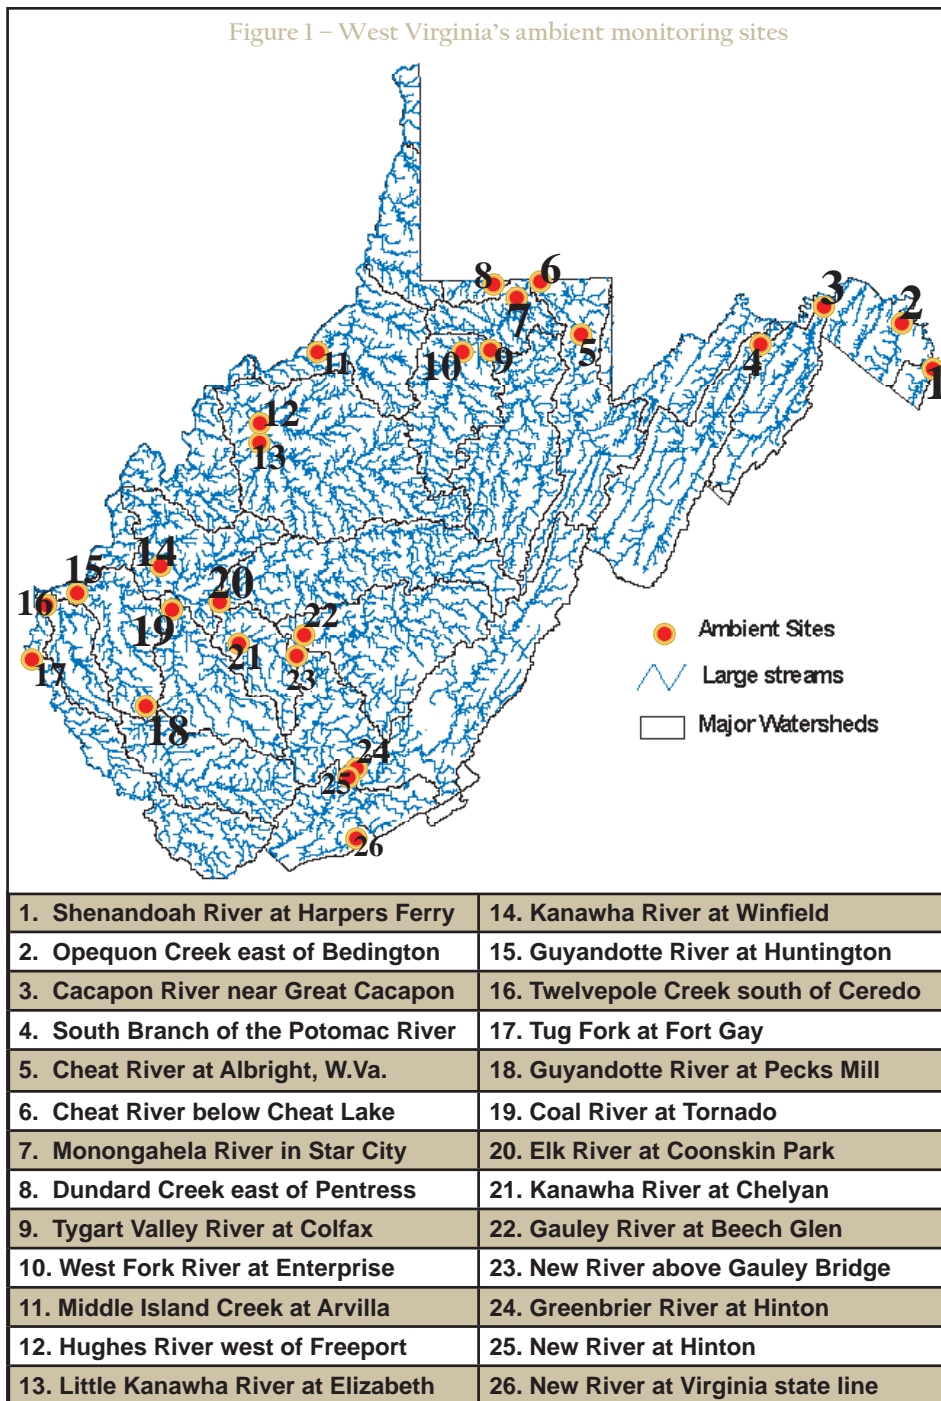 Figure 1 – West Virginia's ambient monitoring sites
8
6
7
5
3
2
1
4
10
9
11
12
13
14
15
16
20
19
22
21
23
17
18
24
25
26
Ambient Sites
Large streams
Major Watersheds
1. Shenandoah River at Harpers Ferry
2. Opequon Creek east of Bedington
3. Cacapon River near Great Cacapon
4. South Branch of the Potomac River
5. Cheat River at Albright, W.Va.
6. Cheat River below Cheat Lake
7. Monongahela River in Star City
8. Dundard Creek east of Pentress
9. Tygart Valley River at Colfax
10. West Fork River at Enterprise
11. Middle Island Creek at Arvilla
12. Hughes River west of Freeport
13. Little Kanawha River at Elizabeth
14. Kanawha River at Winfield
15. Guyandotte River at Huntington
16. Twelvepole Creek south of Ceredo
17. Tug Fork at Fort Gay
18. Guyandotte River at Pecks Mill
19. Coal River at Tornado
20. Elk River at Coonskin Park
21. Kanawha River at Chelyan
22. Gauley River at Beech Glen
23. New River above Gauley Bridge
24. Greenbrier River at Hinton
25. New River at Hinton
26. New River at Virginia state line